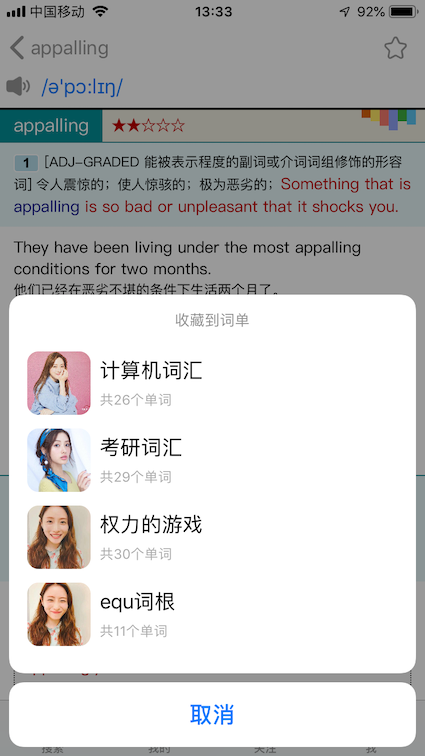 中国移动 13:33 92%
appalling
/ə'pɔ:lɪŋ/
appalling ★★☆☆☆
1 [ADJ-GRADED 能被表示程度的副词或介词词组修饰的形容
词] 令人震惊的；使人惊骇的；极为恶劣的；Something that is
appalling is so bad or unpleasant that it shocks you.
They have been living under the most appalling
conditions for two months.
他们已经在恶劣不堪的条件下生活两个月了。
收藏到词单
计算机词汇
共26个单词
考研词汇
共29个单词
权力的游戏
共30个单词
equ词根
共11个单词
取消
搜索 我的 关注 我